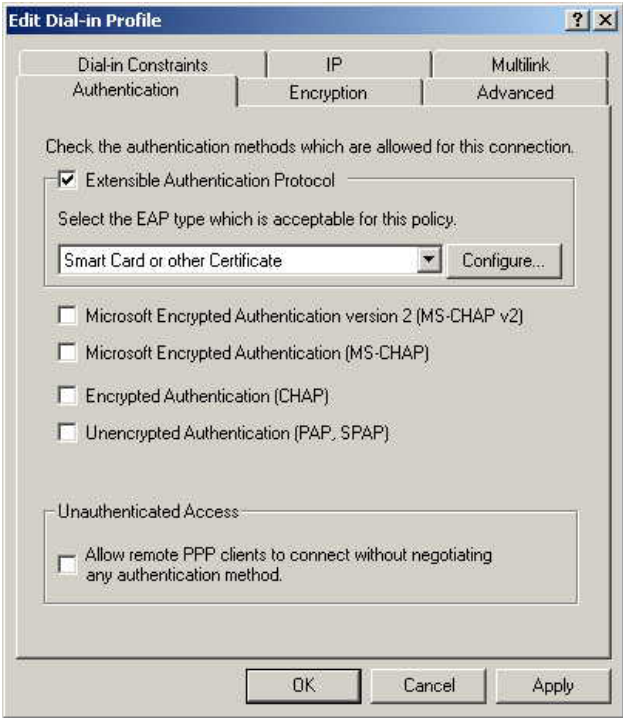 Edit Dial-in Profile
Dial-in Constraints IP Multilink
Authentication Encryption Advanced
Check the authentication methods which are allowed for this connection.
Extensible Authentication Protocol
Select the EAP type which is acceptable for this policy.
Smart Card or other Certificate Configure...
Microsoft Encrypted Authentication version 2 (MS-CHAP v2)
Microsoft Encrypted Authentication (MS-CHAP)
Encrypted Authentication (CHAP)
Unencrypted Authentication (PAP, SPAP)
Unauthenticated Access
Allow remote PPP clients to connect without negotiating
any authentication method.
OK Cancel Apply